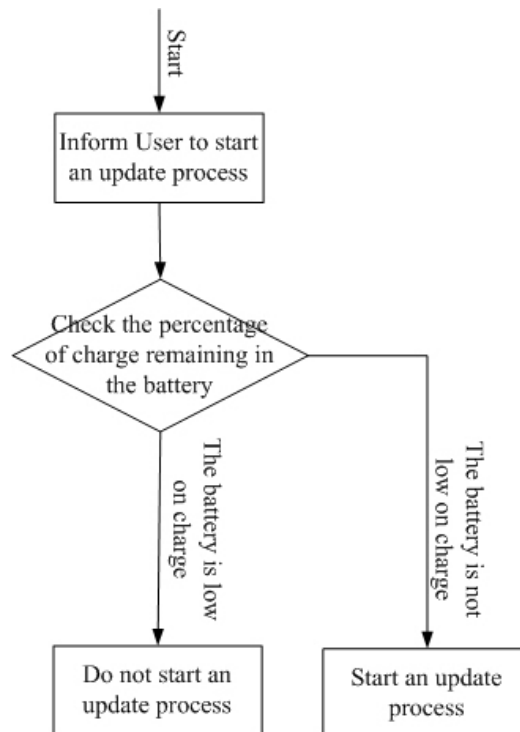 Start
Inform User to start
an update process
Check the percentage
of charge remaining in
the battery
The battery is low
on charge
The battery is not
low on charge
Do not start an
update process
Start an update
process